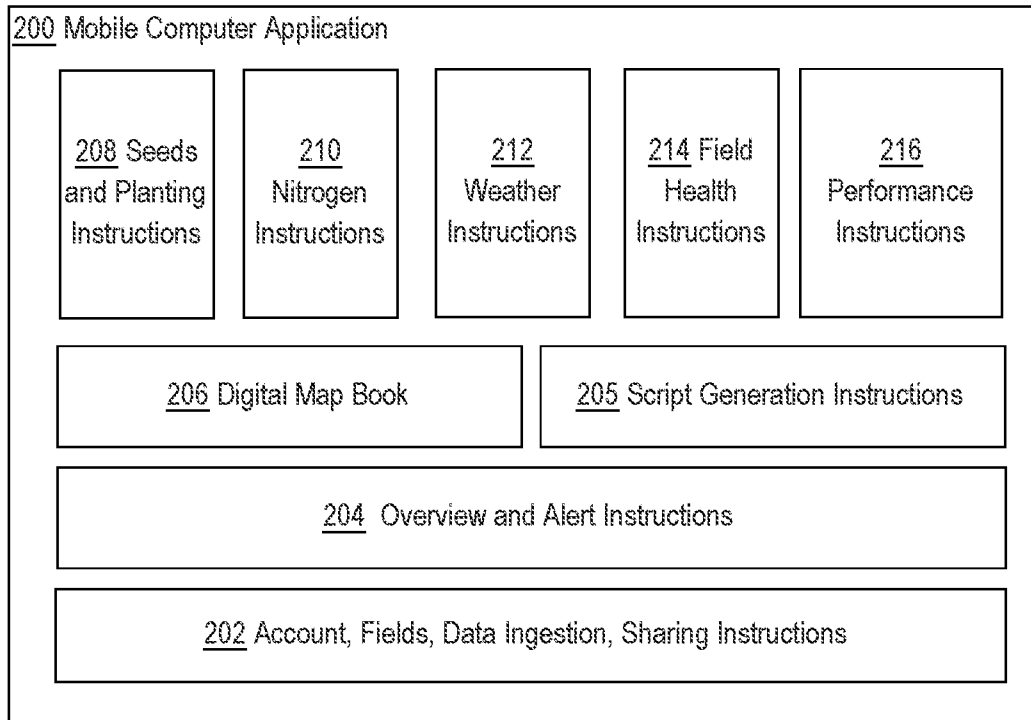 200 Mobile Computer Application
208 Seeds
and Planting
Instructions
210
Nitrogen
Instructions
212
Weather
Instructions
214 Field
Health
Instructions
216
Performance
Instructions
206 Digital Map Book
205 Script Generation Instructions
204 Overview and Alert Instructions
202 Account, Fields, Data Ingestion, Sharing Instructions